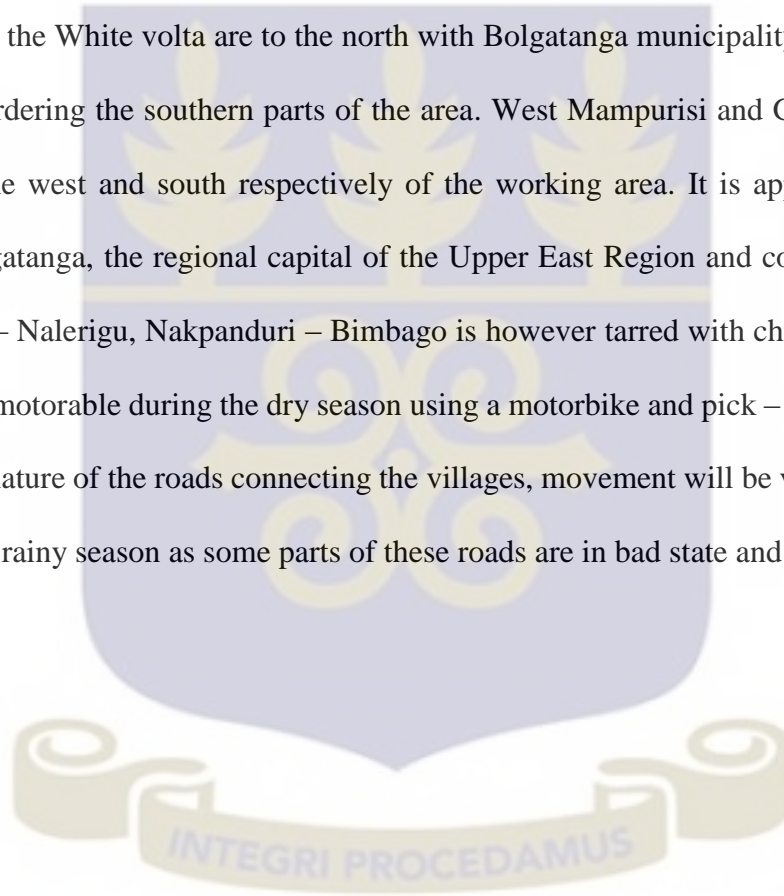 the White volta are to the north with Bolgatanga municipality
rdering the southern parts of the area. West Mampurisi and
e west and south respectively of the working area. It is ap
gatanga, the regional capital of the Upper East Region and co
– Nalerigu, Nakpanduri – Bimbago is however tarred with ch
motorable during the dry season using a motorbike and pick –
ature of the roads connecting the villages, movement will be
rainy season as some parts of these roads are in bad state and
INTEGRI PROCEDAMUS